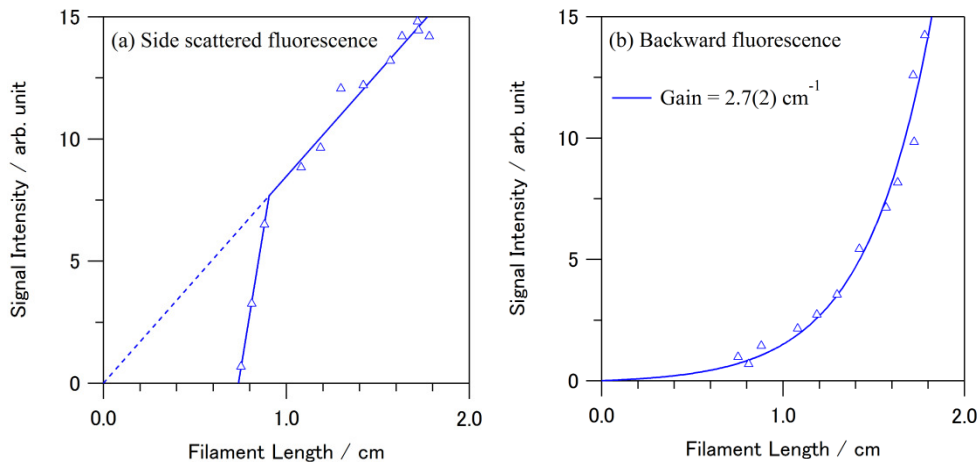 (a) Side scattered fluorescence
Signal Intensity / arb. unit
15
10
5
0
0.0 1.0 2.0
Filament Length / cm
(b) Backward fluorescence
Gain = 2.7(2) cm⁻¹
Signal Intensity / arb. unit
15
10
5
0
0.0 1.0 2.0
Filament Length / cm